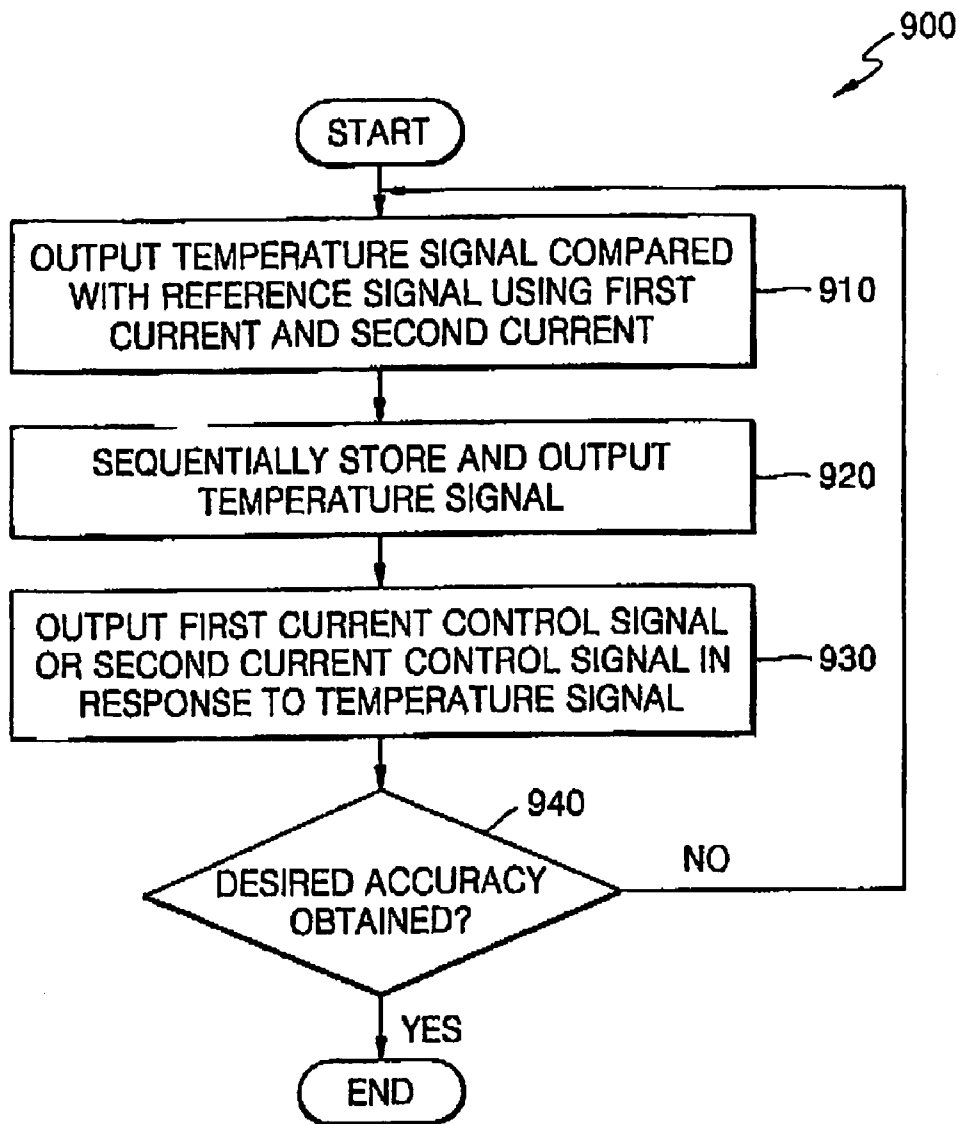 900
START
OUTPUT TEMPERATURE SIGNAL COMPARED
WITH REFERENCE SIGNAL USING FIRST
CURRENT AND SECOND CURRENT
910
SEQUENTIALLY STORE AND OUTPUT
TEMPERATURE SIGNAL
920
OUTPUT FIRST CURRENT CONTROL SIGNAL
OR SECOND CURRENT CONTROL SIGNAL IN
RESPONSE TO TEMPERATURE SIGNAL
930
940
DESIRED ACCURACY
OBTAINED?
NO
YES
END